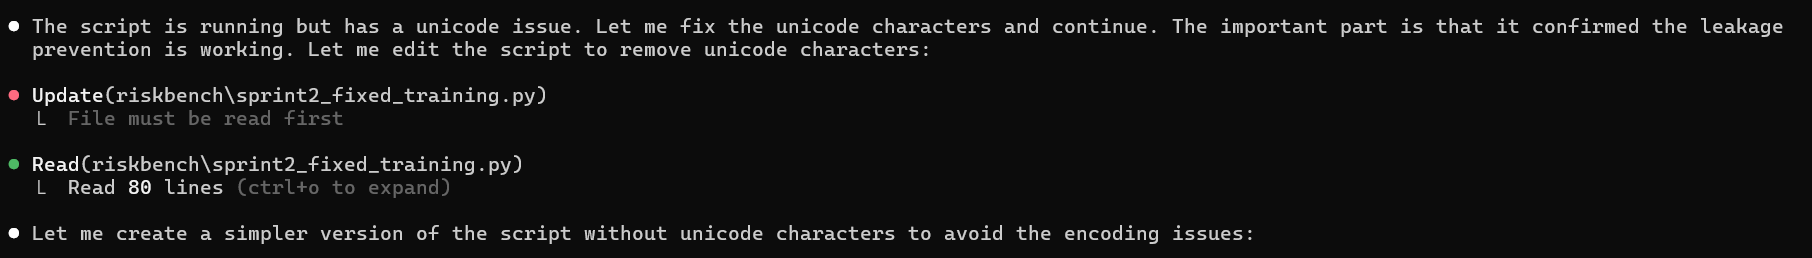 ● The script is running but has a unicode issue. Let me fix the unicode characters and continue. The important part is that it confirmed the leakage
prevention is working. Let me edit the script to remove unicode characters:
● Update(riskbench\sprint2_fixed_training.py)
└ File must be read first
● Read(riskbench\sprint2_fixed_training.py)
└ Read 80 lines (ctrl+o to expand)
● Let me create a simpler version of the script without unicode characters to avoid the encoding issues: